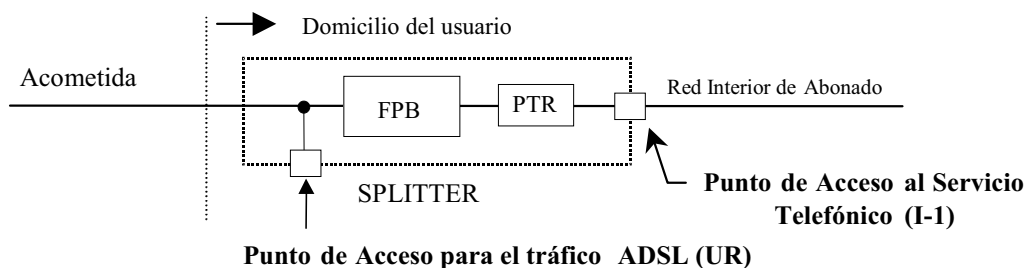 Domicilio del usuario
Acometida
FPB
PTR
Red Interior de Abonado
SPLITTER
Punto de Acceso al Servicio
Telefónico (I-1)
Punto de Acceso para el tráfico ADSL (UR)